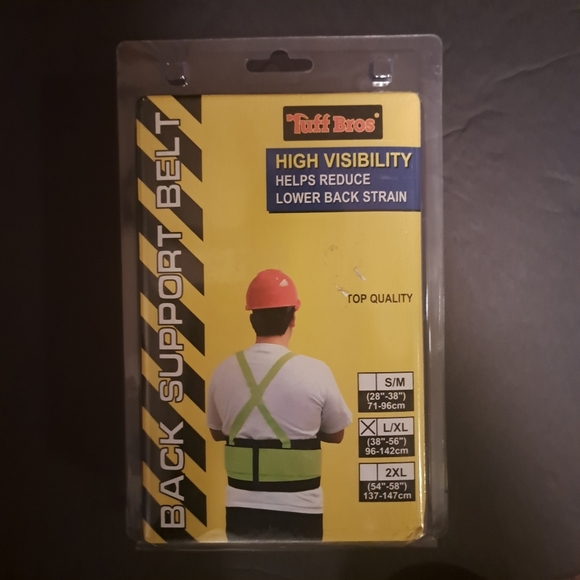 Tuff Bros
HIGH VISIBILITY
HELPS REDUCE
LOWER BACK STRAIN
BACK SUPPORT BELT
TOP QUALITY
S/M
(28"-38")
71-96cm
L/XL
(38"-56")
96-142cm
2XL
(54"-58")
137-147cm